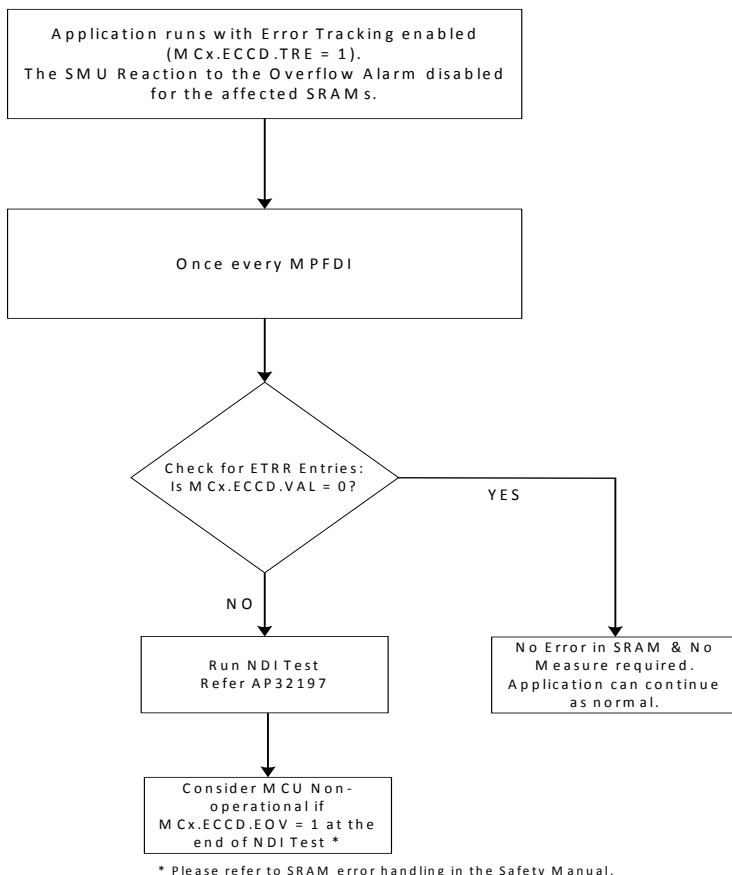 Application runs with Error Tracking enabled
(MCx.ECCD.TRE = 1).
The SMU Reaction to the Overflow Alarm disabled
for the affected SRAMs.
Once every MPFDI
Check for ETRR Entries:
Is MCx.ECCD.VAL = 0?
YES
NO
Run NDI Test
Refer AP32197
No Error in SRAM & No
Measure required.
Application can continue
as normal.
Consider MCU Non-
operational if
MCx.ECCD.EOV = 1 at the
end of NDI Test *
* Please refer to SRAM error handling in the Safety Manual.